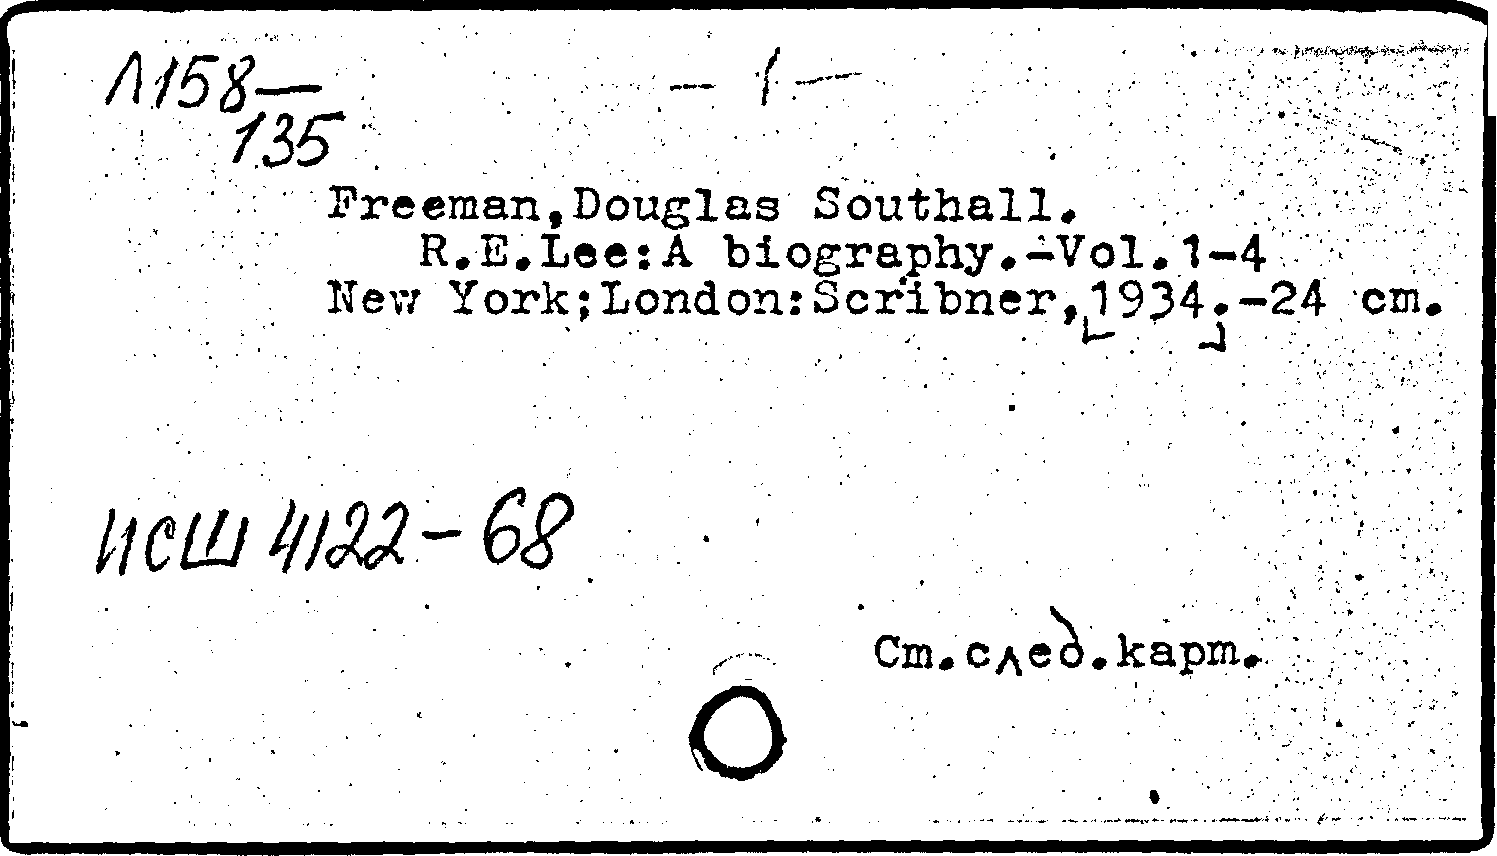 Л158—
135
— 1 —
Freeman,Douglas Southall.
R.E.Lee:A biography.-Vol.1-4
New York;London:Scribner,[1934.]-24 cm.
ИСШ 4122-68
Ст.след.карт.